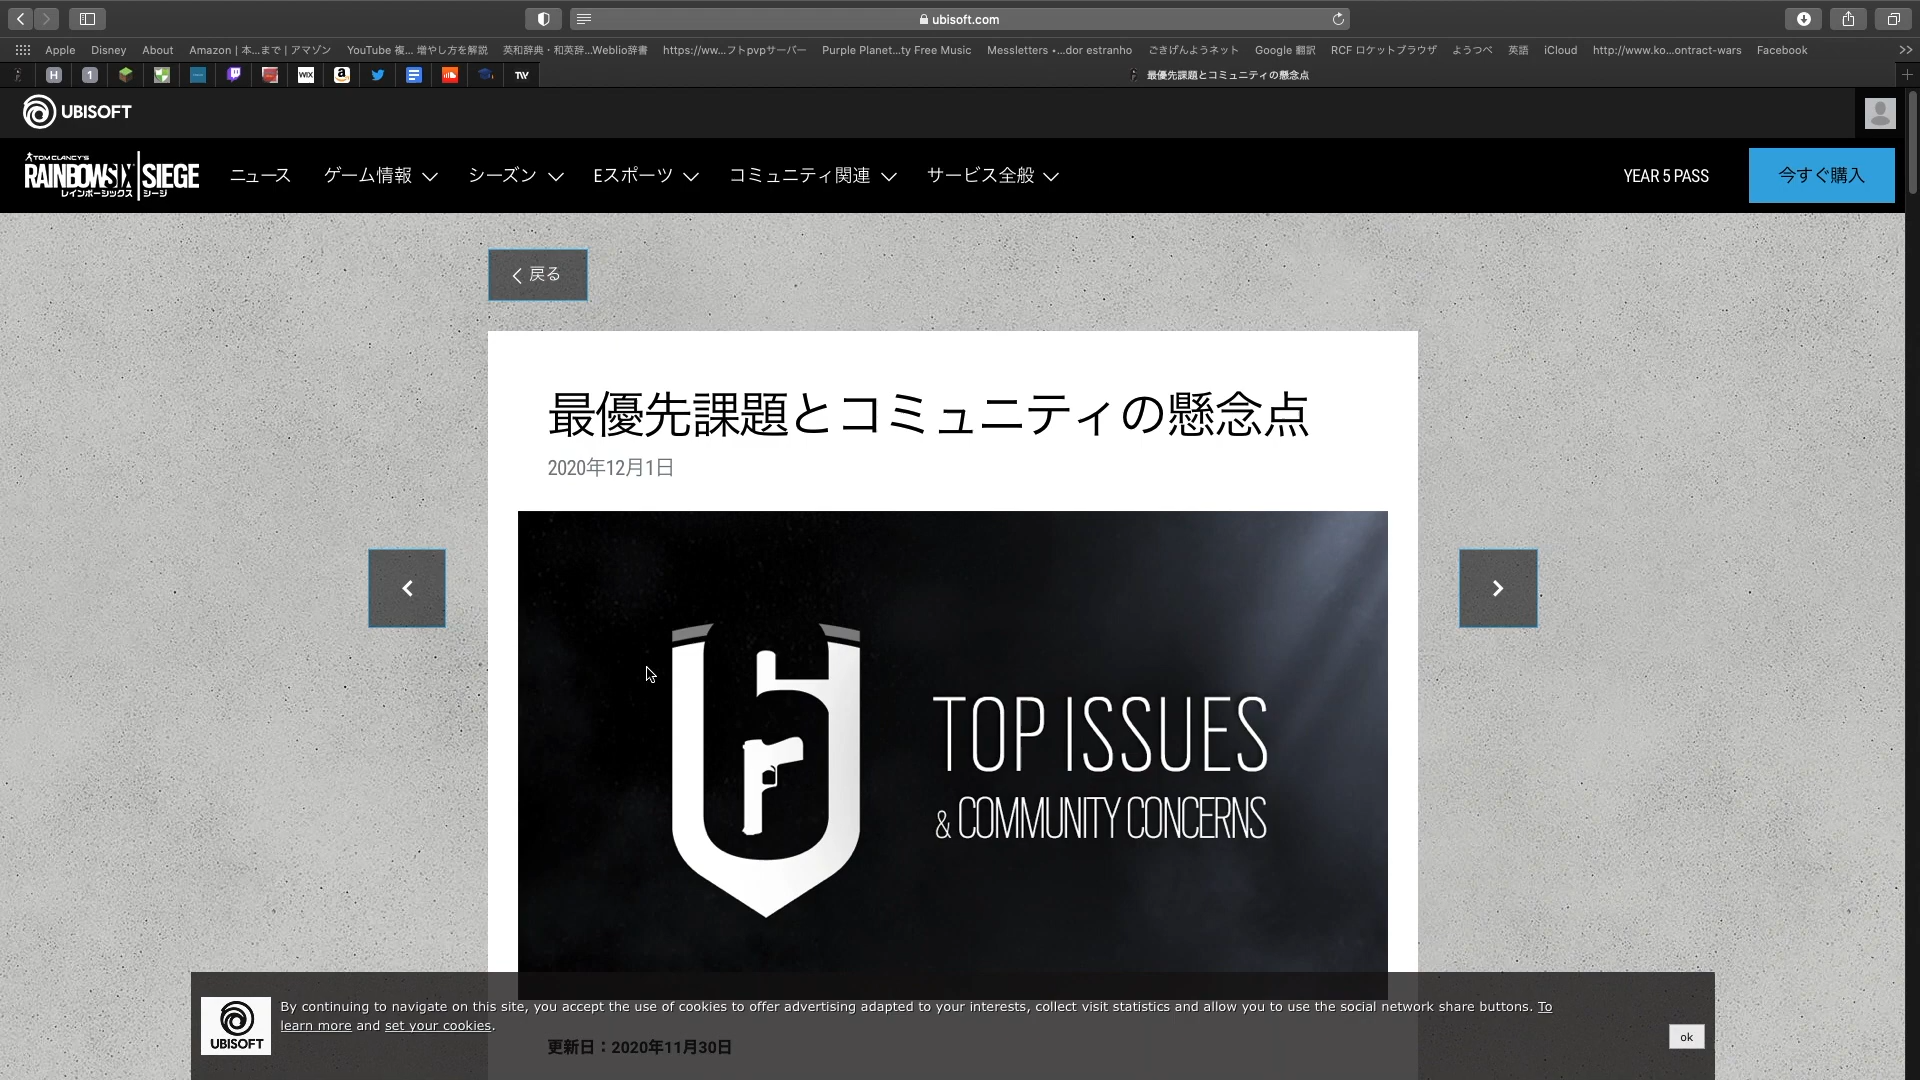 ubisoft.com
Apple Disney About Amazon | 本...まで | アマゾン YouTube 複... 増やし方を解説 英和辞典・和英辞...Weblio辞書 https://ww...フトpvpサーバー Purple Planet...ty Free Music Messletters •...dor estranho ごきげんようネット Google 翻訳 RCF ロケットブラウザ ようつべ 英語 iCloud http://www.ko...ontract-wars Facebook
H 1 WIX a TW 最優先課題とコミュニティの懸念点
UBISOFT
TOM CLANCY'S
RAINBOW SIX | SIEGE
レインボーシックス シージ
ニュース ゲーム情報 シーズン Eスポーツ コミュニティ関連 サービス全般 YEAR 5 PASS 今すぐ購入
戻る
最優先課題とコミュニティの懸念点
2020年12月1日
TOP ISSUES
& COMMUNITY CONCERNS
By continuing to navigate on this site, you accept the use of cookies to offer advertising adapted to your interests, collect visit statistics and allow you to use the social network share buttons. To
learn more and set your cookies.
UBISOFT
ok
更新日：2020年11月30日